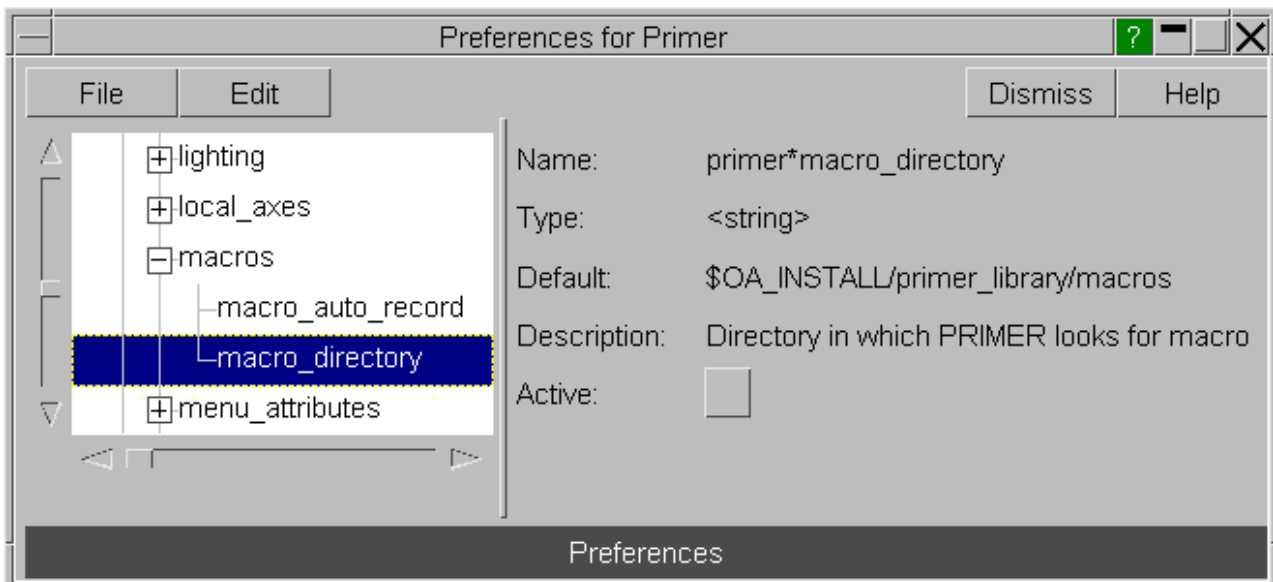 Preferences for Primer
?
File Edit Dismiss Help
lighting
local_axes
macros
macro_auto_record
macro_directory
menu_attributes
Name: primer*macro_directory
Type: <string>
Default: $OA_INSTALL/primer_library/macros
Description: Directory in which PRIMER looks for macro
Active:
Preferences